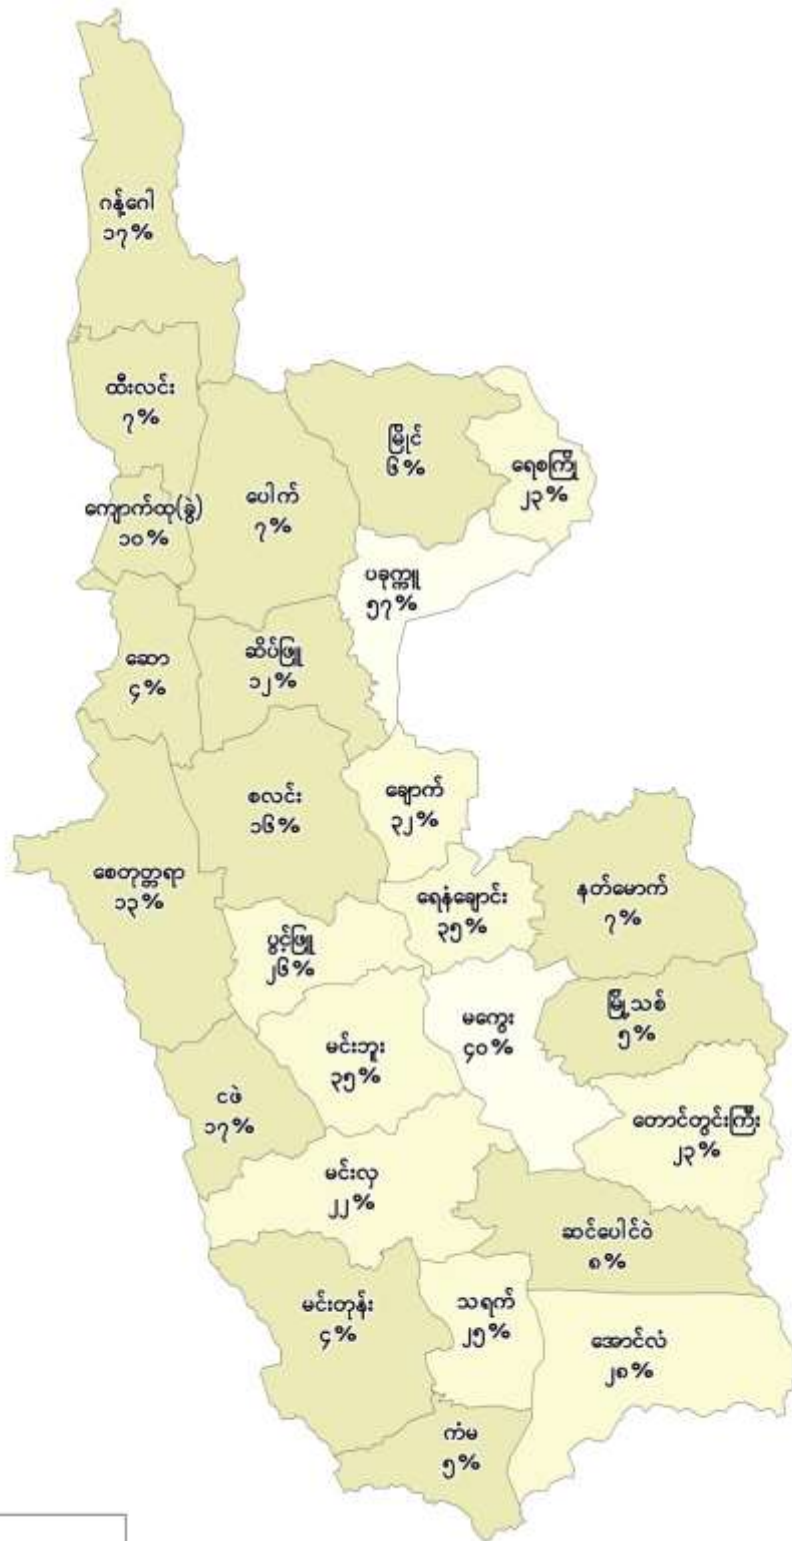 ဂန့်ဂေါ
၁၇%
ထီးလင်း
၇%
မြိုင်
၆%
ရေစကြို
၂၃%
ကျောက်ထု(ခွဲ)
၁၀%
ပေါက်
၇%
ပခုက္ကူ
၅၇%
ဆော
၄%
ဆိပ်ဖြူ
၁၂%
စလင်း
၁၆%
ချောက်
၃၂%
စေတုတ္တရာ
၁၃%
ရေနံချောင်း
၃၅%
နတ်မောက်
၇%
ပွင့်ဖြူ
၂၆%
မင်းဘူး
၃၅%
မကွေး
၄၀%
မြို့သစ်
၅%
ငဖဲ
၁၇%
တောင်တွင်းကြီး
၂၃%
မင်းလှ
၂၂%
ဆင်ပေါင်ဝဲ
၈%
မင်းတုန်း
၄%
သရက်
၂၅%
အောင်လံ
၂၈%
ကံမ
၅%